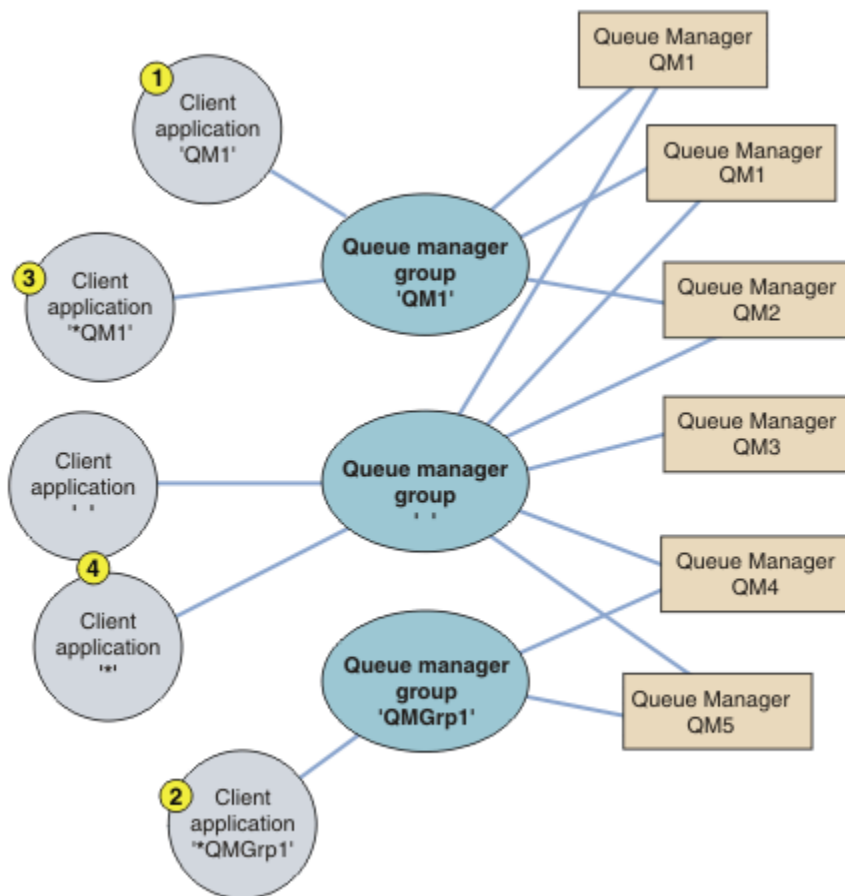 1
Client
application
'QM1'
3
Client
application
'*QM1'
Client
application
' '
4
Client
application
'*'
2
Client
application
'*QMGrp1'
Queue manager
group
'QM1'
Queue manager
group
' '
Queue manager
group
'QMGrp1'
Queue Manager
QM1
Queue Manager
QM1
Queue Manager
QM2
Queue Manager
QM3
Queue Manager
QM4
Queue Manager
QM5